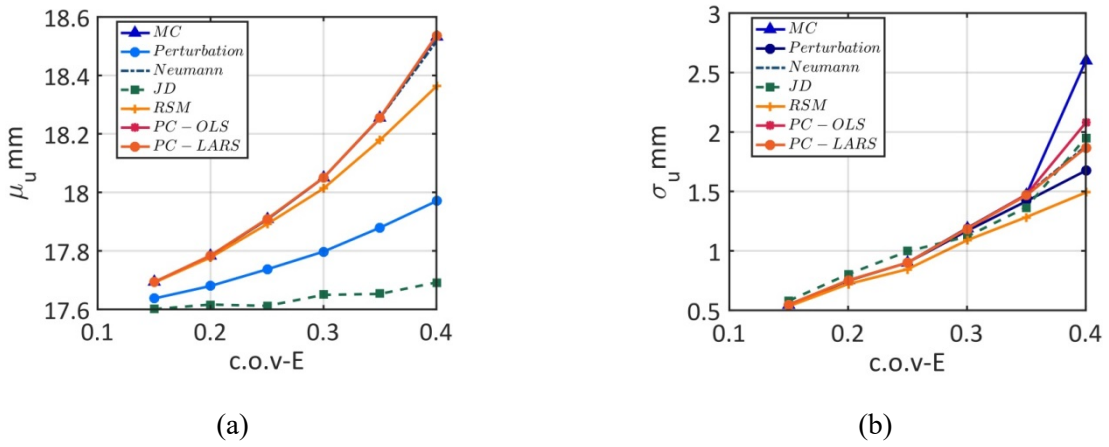 18.6
18.4
18.2
18
17.8
17.6
μu mm
MC
Perturbation
Neumann
JD
RSM
PC − OLS
PC − LARS
0.1
0.2
0.3
0.4
c.o.v-E
(a)
3
2.5
2
1.5
1
0.5
σu mm
MC
Perturbation
Neumann
JD
RSM
PC − OLS
PC − LARS
0.1
0.2
0.3
0.4
c.o.v-E
(b)